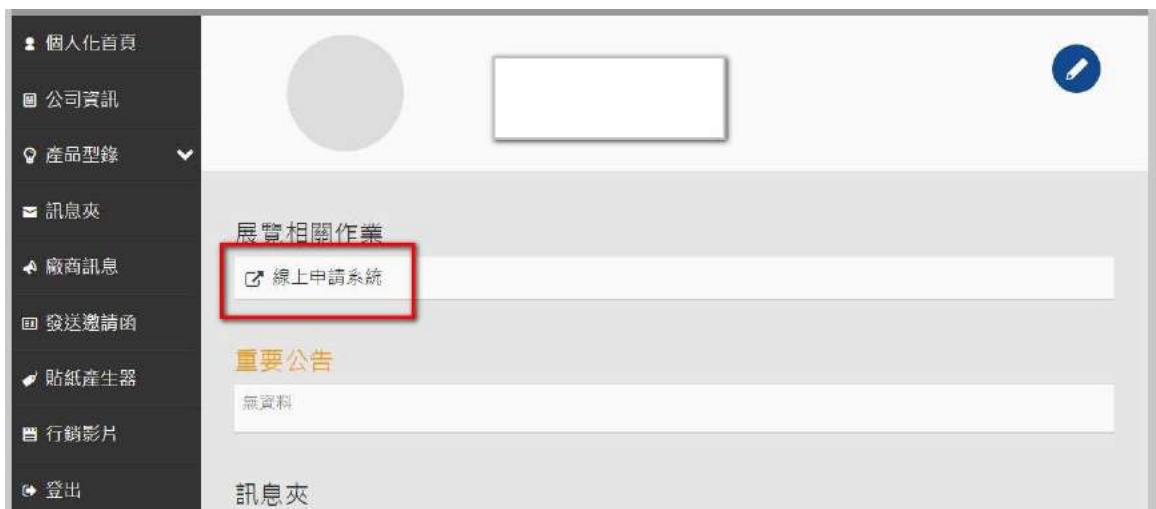 個人化首頁
公司資訊
產品型錄
訊息夾
廠商訊息
發送邀請函
貼紙產生器
行銷影片
登出
展覽相關作業
線上申請系統
重要公告
無資料
訊息夾